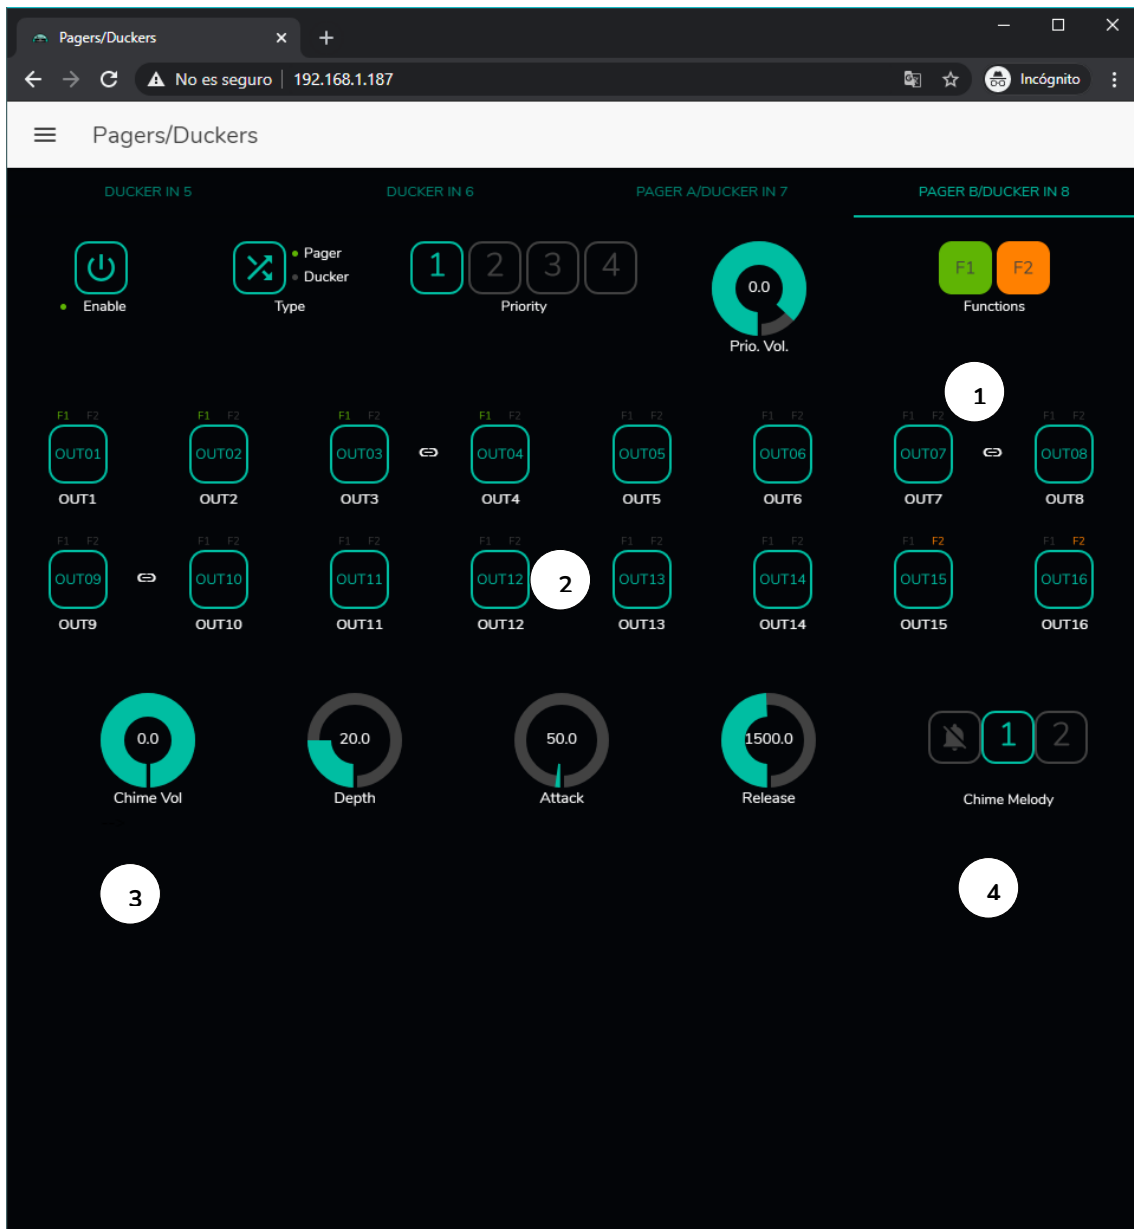 Pagers/Duckers
No es seguro 192.168.1.187 Incógnito
Pagers/Duckers
DUCKER IN 5 DUCKER IN 6 PAGER A/DUCKER IN 7 PAGER B/DUCKER IN 8
Pager
Ducker
1 2 3 4
0.0
F1 F2
Enable Type Priority Functions
Prio. Vol.
1
F1 F2 F1 F2 F1 F2 F1 F2 F1 F2 F1 F2 F1 F2 F1 F2
OUT01 OUT02 OUT03 OUT04 OUT05 OUT06 OUT07 OUT08
OUT1 OUT2 OUT3 OUT4 OUT5 OUT6 OUT7 OUT8
F1 F2 F1 F2 F1 F2 F1 F2 F1 F2 F1 F2 F1 F2 F1 F2
OUT09 OUT10 OUT11 OUT12 2 OUT13 OUT14 OUT15 OUT16
OUT9 OUT10 OUT11 OUT12 OUT13 OUT14 OUT15 OUT16
0.0 20.0 50.0 1500.0 1 2
Chime Vol Depth Attack Release Chime Melody
3 4